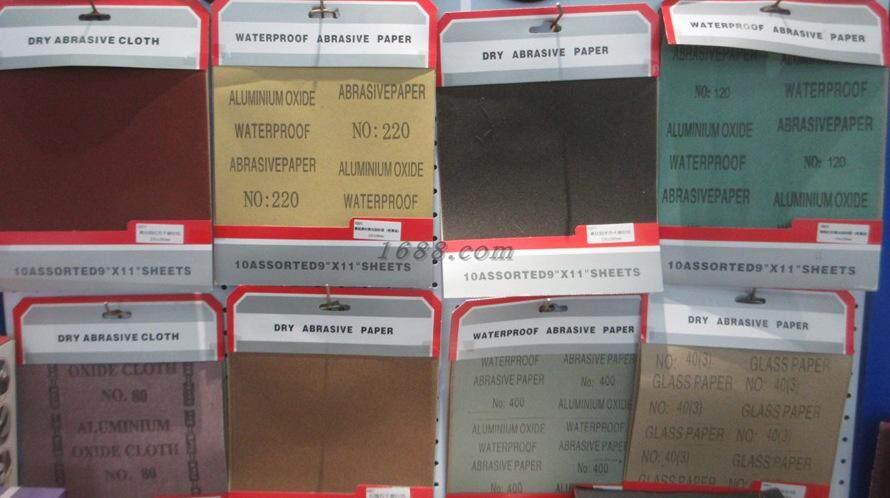 DRY ABRASIVE CLOTH
10ASSORTED9"X11"SHEETS
WATERPROOF ABRASIVE PAPER
ALUMINIUM OXIDE ABRASIVEPAPER
WATERPROOF NO: 220
ABRASIVEPAPER ALUMINIUM OXIDE
NO: 220 WATERPROOF
10ASSORTED9"X11"SHEETS
DRY ABRASIVE PAPER
10ASSORTED9"X11"SHEETS
WATERPROOF ABRASIVE PAPER
ABRASIVEPAPER ALUMINIUM OXIDE
NO: 120 WATERPROOF
ALUMINIUM OXIDE ABRASIVEPAPER
WATERPROOF NO: 120
ABRASIVEPAPER ALUMINIUM OXIDE
10ASSORTED9"X11"SHEETS
1688.com
DRY ABRASIVE CLOTH
OXIDE CLOTH
NO. 80
ALUMINIUM
OXIDE CLOTH
NO. 80
DRY ABRASIVE PAPER
WATERPROOF ABRASIVE PAPER
WATERPROOF ABRASIVE PAPER
ABRASIVE PAPER No: 400
No: 400 ALUMINIUM OXID
ALUMINIUM OXIDE WATERPROOF
WATERPROOF ABRASIVE PAPE
ABRASIVE PAPER No: 400
No: 400 ALUM
DRY ABRASIVE PAPER
NO: 40(3) GLASS PAPER
GLASS PAPER NO: 40(3)
NO: 40(3) GLASS PAPER
GLASS PAPER NO: 40(3)
NO: 40(3) GLASS PAPER